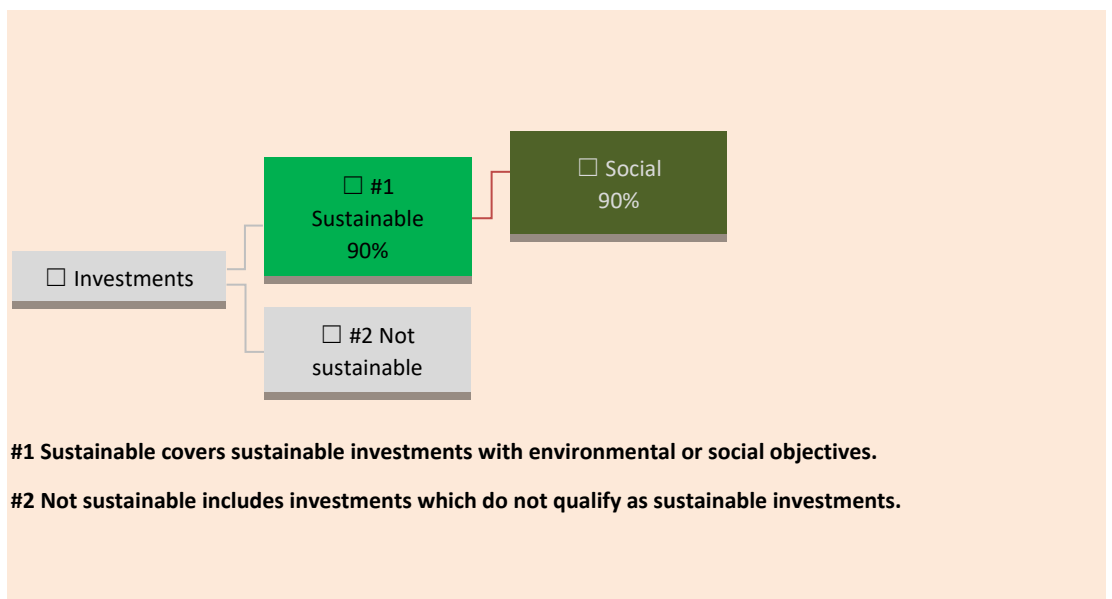 ☐ Social
90%
☐ #1
Sustainable
90%
☐ Investments
☐ #2 Not
sustainable
#1 Sustainable covers sustainable investments with environmental or social objectives.
#2 Not sustainable includes investments which do not qualify as sustainable investments.